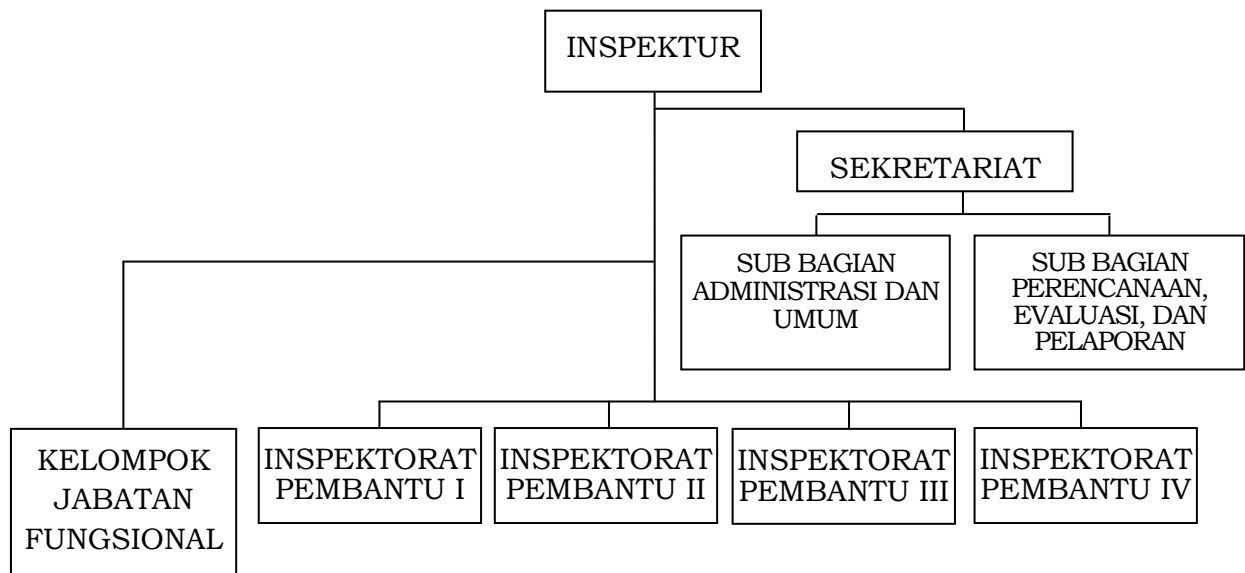 INSPEKTUR
SEKRETARIAT
SUB BAGIAN
ADMINISTRASI DAN
UMUM
SUB BAGIAN
PERENCANAAN,
EVALUASI, DAN
PELAPORAN
KELOMPOK
JABATAN
FUNGSIONAL
INSPEKTORAT
PEMBANTU I
INSPEKTORAT
PEMBANTU II
INSPEKTORAT
PEMBANTU III
INSPEKTORAT
PEMBANTU IV